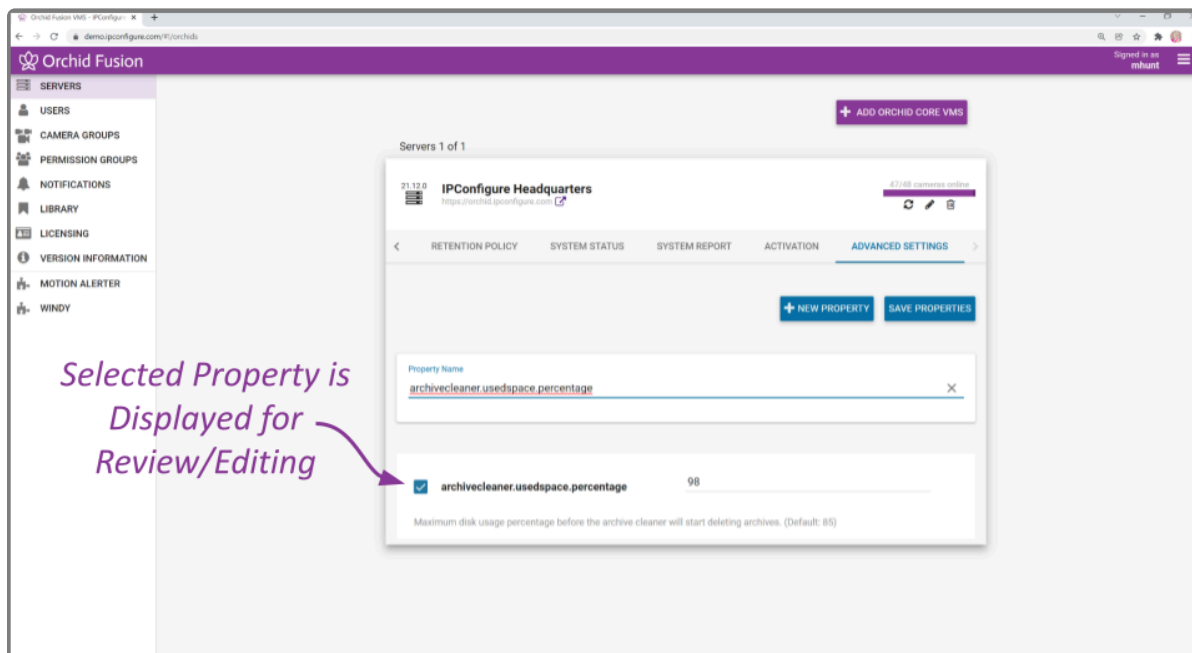 Orchid Fusion VMS - IPConfigur
demo.ipconfigure.com/#!/orchids
Orchid Fusion
Signed in as
mhunt
SERVERS
USERS
CAMERA GROUPS
PERMISSION GROUPS
NOTIFICATIONS
LIBRARY
LICENSING
VERSION INFORMATION
MOTION ALERTER
WINDY
ADD ORCHID CORE VMS
Servers 1 of 1
21.12.0
IPConfigure Headquarters
https://orchid.ipconfigure.com
47/48 cameras online
RETENTION POLICY SYSTEM STATUS SYSTEM REPORT ACTIVATION ADVANCED SETTINGS
NEW PROPERTY SAVE PROPERTIES
Property Name
archivecleaner.usedspace.percentage
Selected Property is
Displayed for
Review/Editing
archivecleaner.usedspace.percentage 98
Maximum disk usage percentage before the archive cleaner will start deleting archives. (Default: 85)